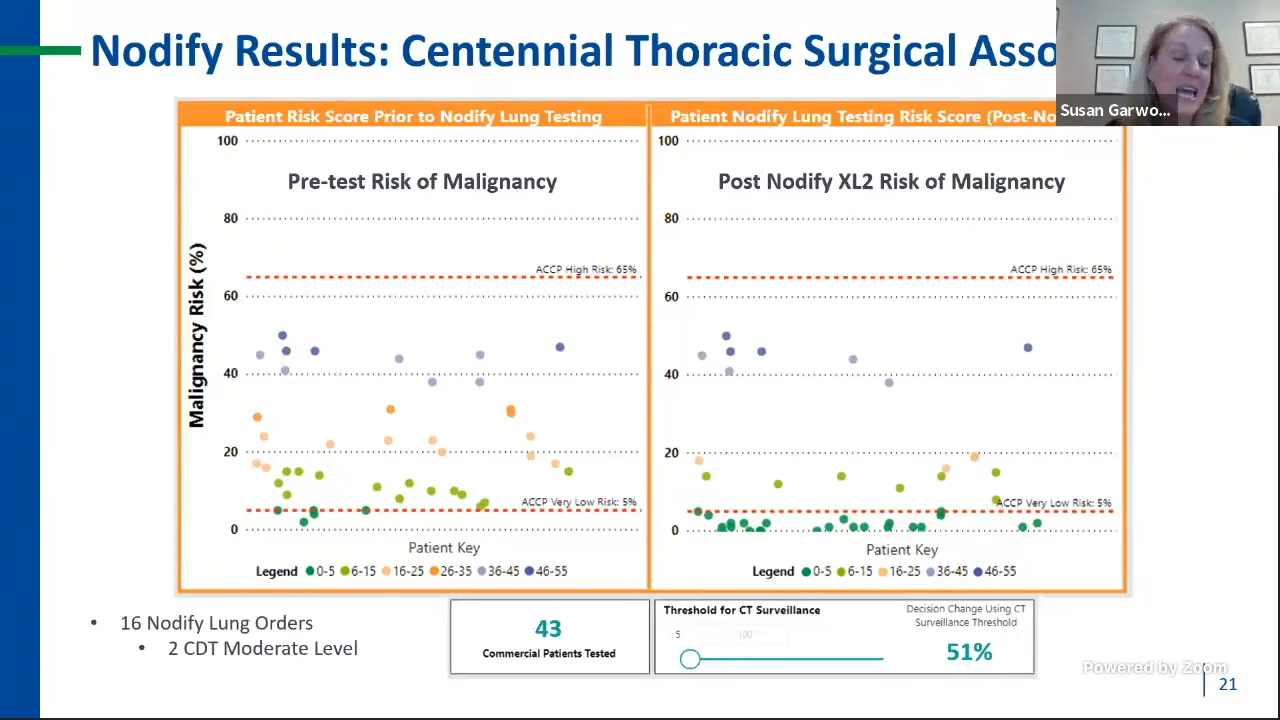 Nodify Results: Centennial Thoracic Surgical Asso
Susan Garwo...
Patient Risk Score Prior to Nodify Lung Testing
100
Pre-test Risk of Malignancy
80
ACCP High Risk: 65%
60
Malignancy Risk (%)
40
20
ACCP Very Low Risk: 5%
0
Patient Key
Legend 0-5 6-15 16-25 26-35 36-45 46-55
Patient Nodify Lung Testing Risk Score (Post-No
100
Post Nodify XL2 Risk of Malignancy
80
ACCP High Risk: 65%
60
40
20
ACCP Very Low Risk: 5%
0
Patient Key
Legend 0-5 6-15 16-25 36-45 46-55
• 16 Nodify Lung Orders
• 2 CDT Moderate Level
43
Commercial Patients Tested
Threshold for CT Surveillance
5 100
Decision Change Using CT
Surveillance Threshold
51%
Powered by Zoom
21